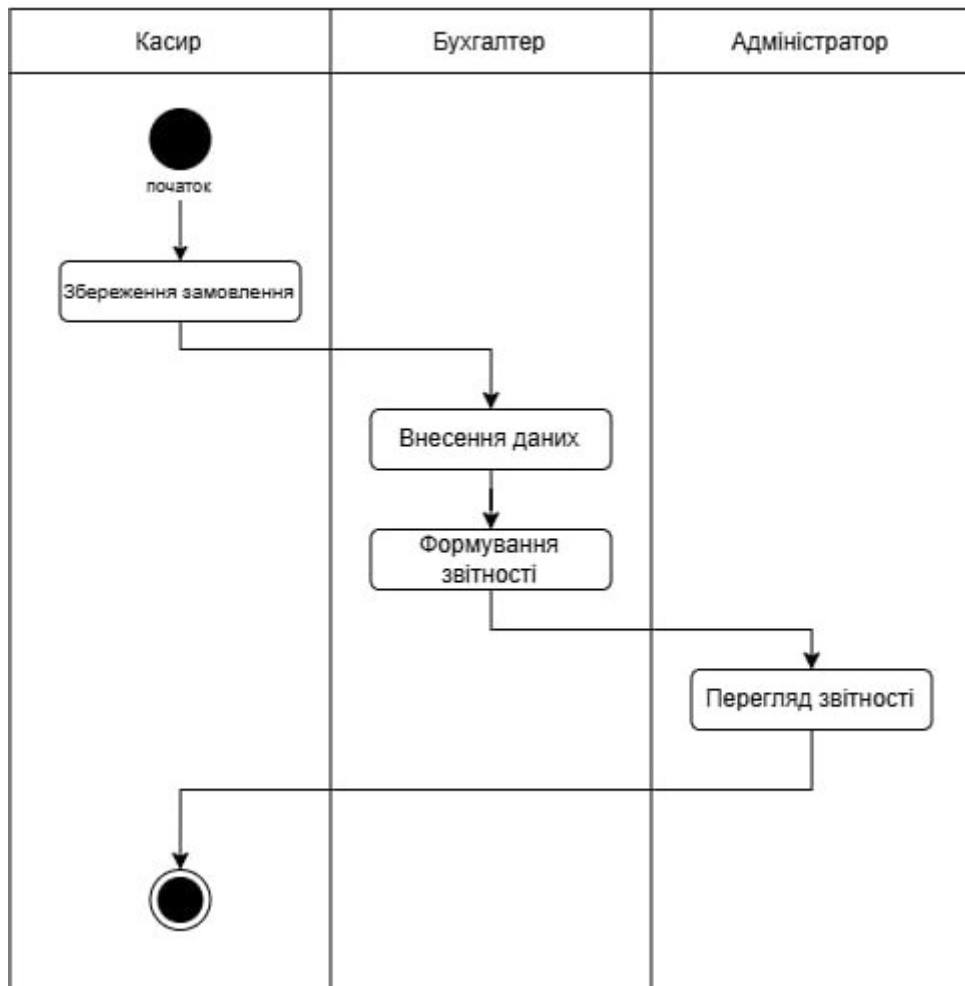 Касир
Бухгалтер
Адміністратор
початок
Збереження замовлення
Внесення даних
Формування
звітності
Перегляд звітності